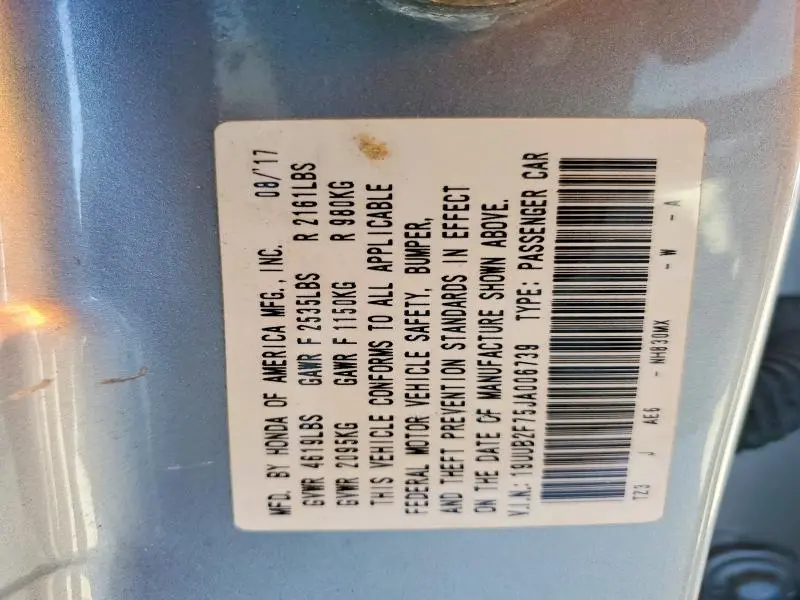 MFD. BY HONDA OF AMERICA MFG., INC. 08/'17
GVWR 4619LBS GAWR F 2535LBS R 2161LBS
GVWR 2095KG GAWR F 1150KG R 980KG
THIS VEHICLE CONFORMS TO ALL APPLICABLE
FEDERAL MOTOR VEHICLE SAFETY, BUMPER,
AND THEFT PREVENTION STANDARDS IN EFFECT
ON THE DATE OF MANUFACTURE SHOWN ABOVE.
V.I.N.: 19UUB2F75JA006739 TYPE: PASSENGER CAR
TZ3 J AE6 - NH830MX - W - A